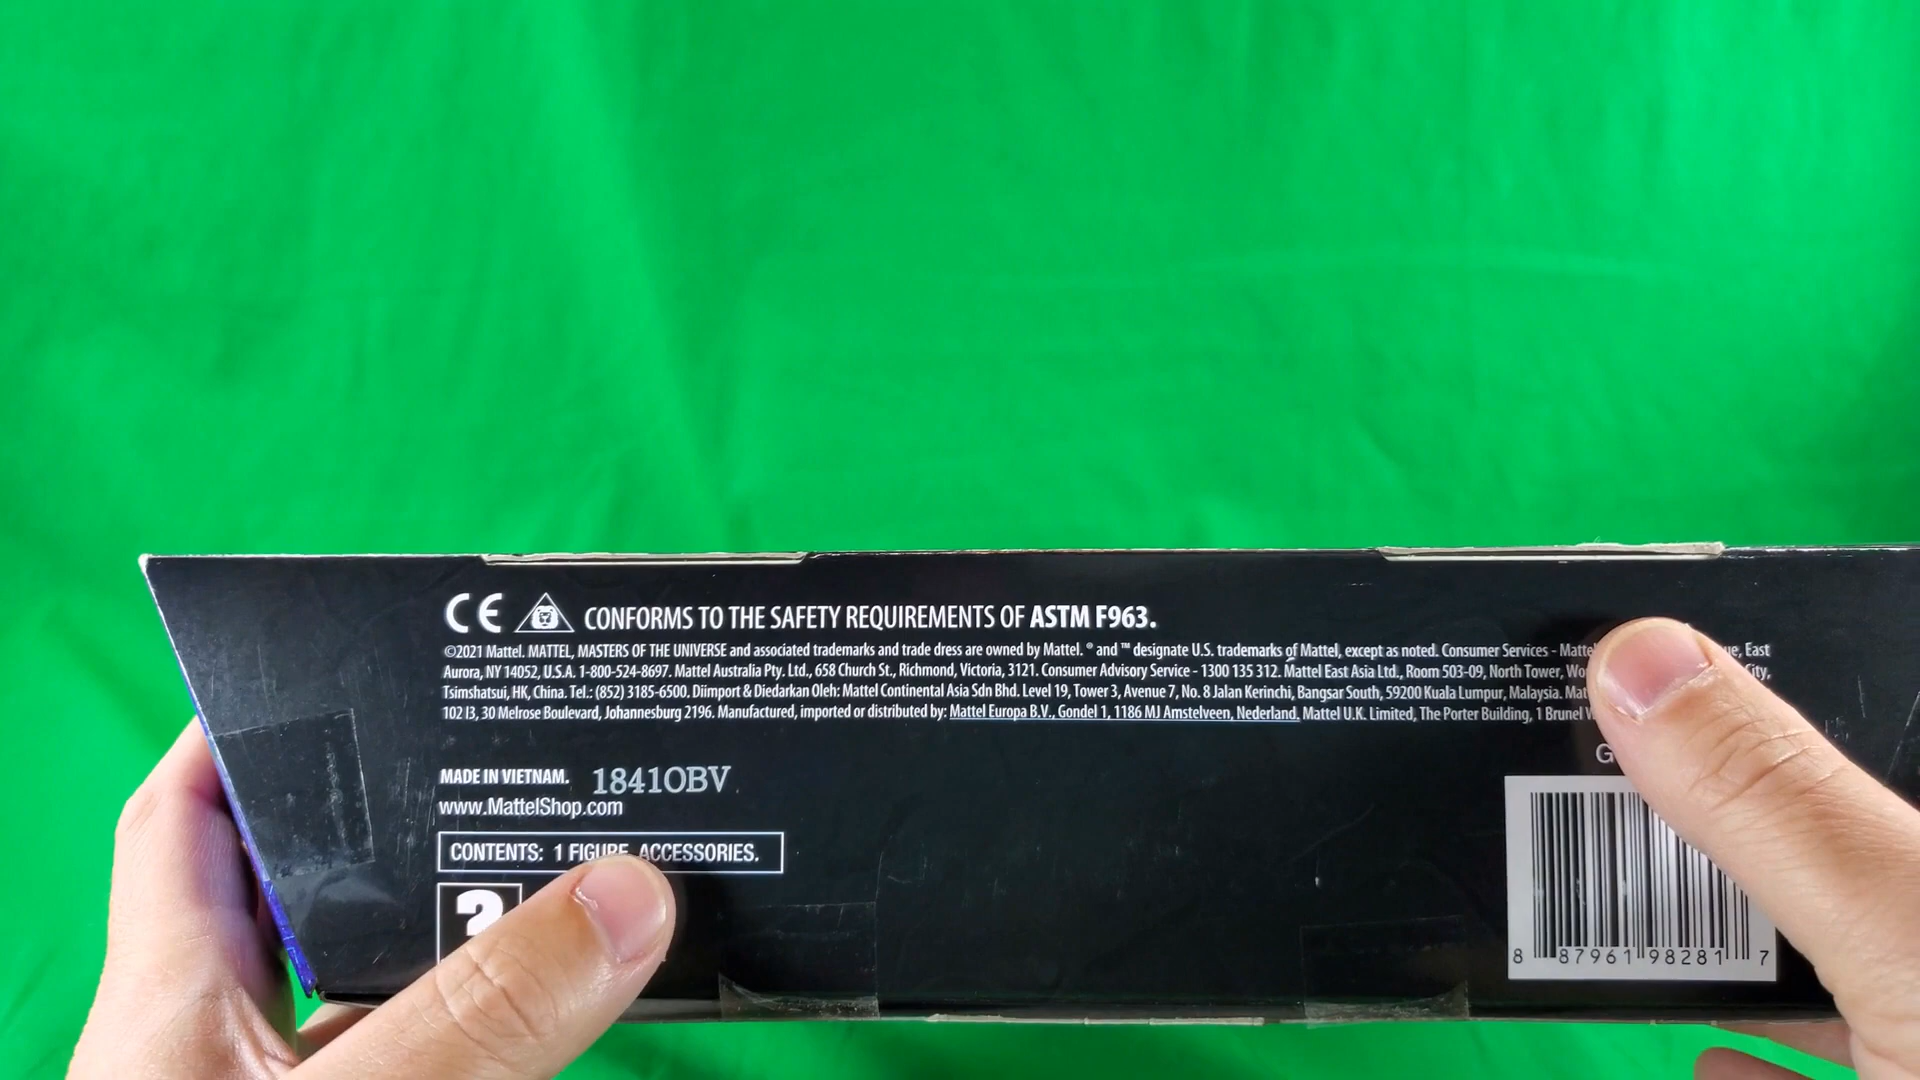 CE CONFORMS TO THE SAFETY REQUIREMENTS OF ASTM F963.
©2021 Mattel. MATTEL, MASTERS OF THE UNIVERSE and associated trademarks and trade dress are owned by Mattel. ® and ™ designate U.S. trademarks of Mattel, except as noted. Consumer Services - Mattel East
Aurora, NY 14052, U.S.A. 1-800-524-8697. Mattel Australia Pty. Ltd., 658 Church St., Richmond, Victoria, 3121. Consumer Advisory Service - 1300 135 312. Mattel East Asia Ltd., Room 503-09, North Tower,
Tsimshatsui, HK, China. Tel.: (852) 3185-6500. Diimport & Diedarkan Oleh: Mattel Continental Asia Sdn Bhd. Level 19, Tower 3, Avenue 7, No. 8 Jalan Kerinchi, Bangsar South, 59200 Kuala Lumpur, Malaysia.
102 I3, 30 Melrose Boulevard, Johannesburg 2196. Manufactured, imported or distributed by: Mattel Europa B.V., Gondel 1, 1186 MJ Amstelveen, Nederland. Mattel U.K. Limited, The Porter Building, 1 Brunel
MADE IN VIETNAM. 1841OBV
www.MattelShop.com
CONTENTS: 1 FIGURE, ACCESSORIES.
8 87961 98281 7